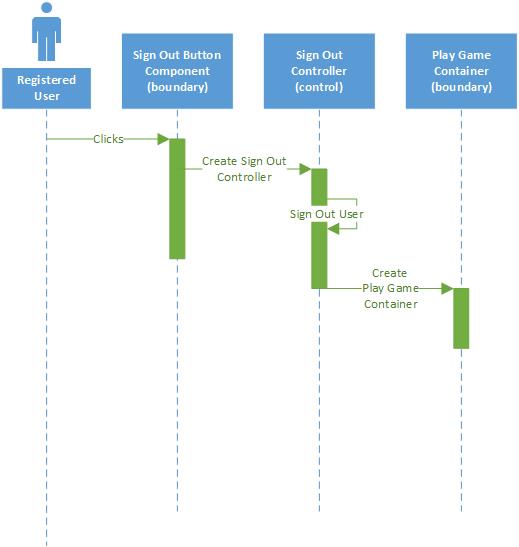 Registered
User
Sign Out Button
Component
(boundary)
Sign Out
Controller
(control)
Play Game
Container
(boundary)
Clicks
Create Sign Out
Controller
Sign Out User
Create
Play Game
Container